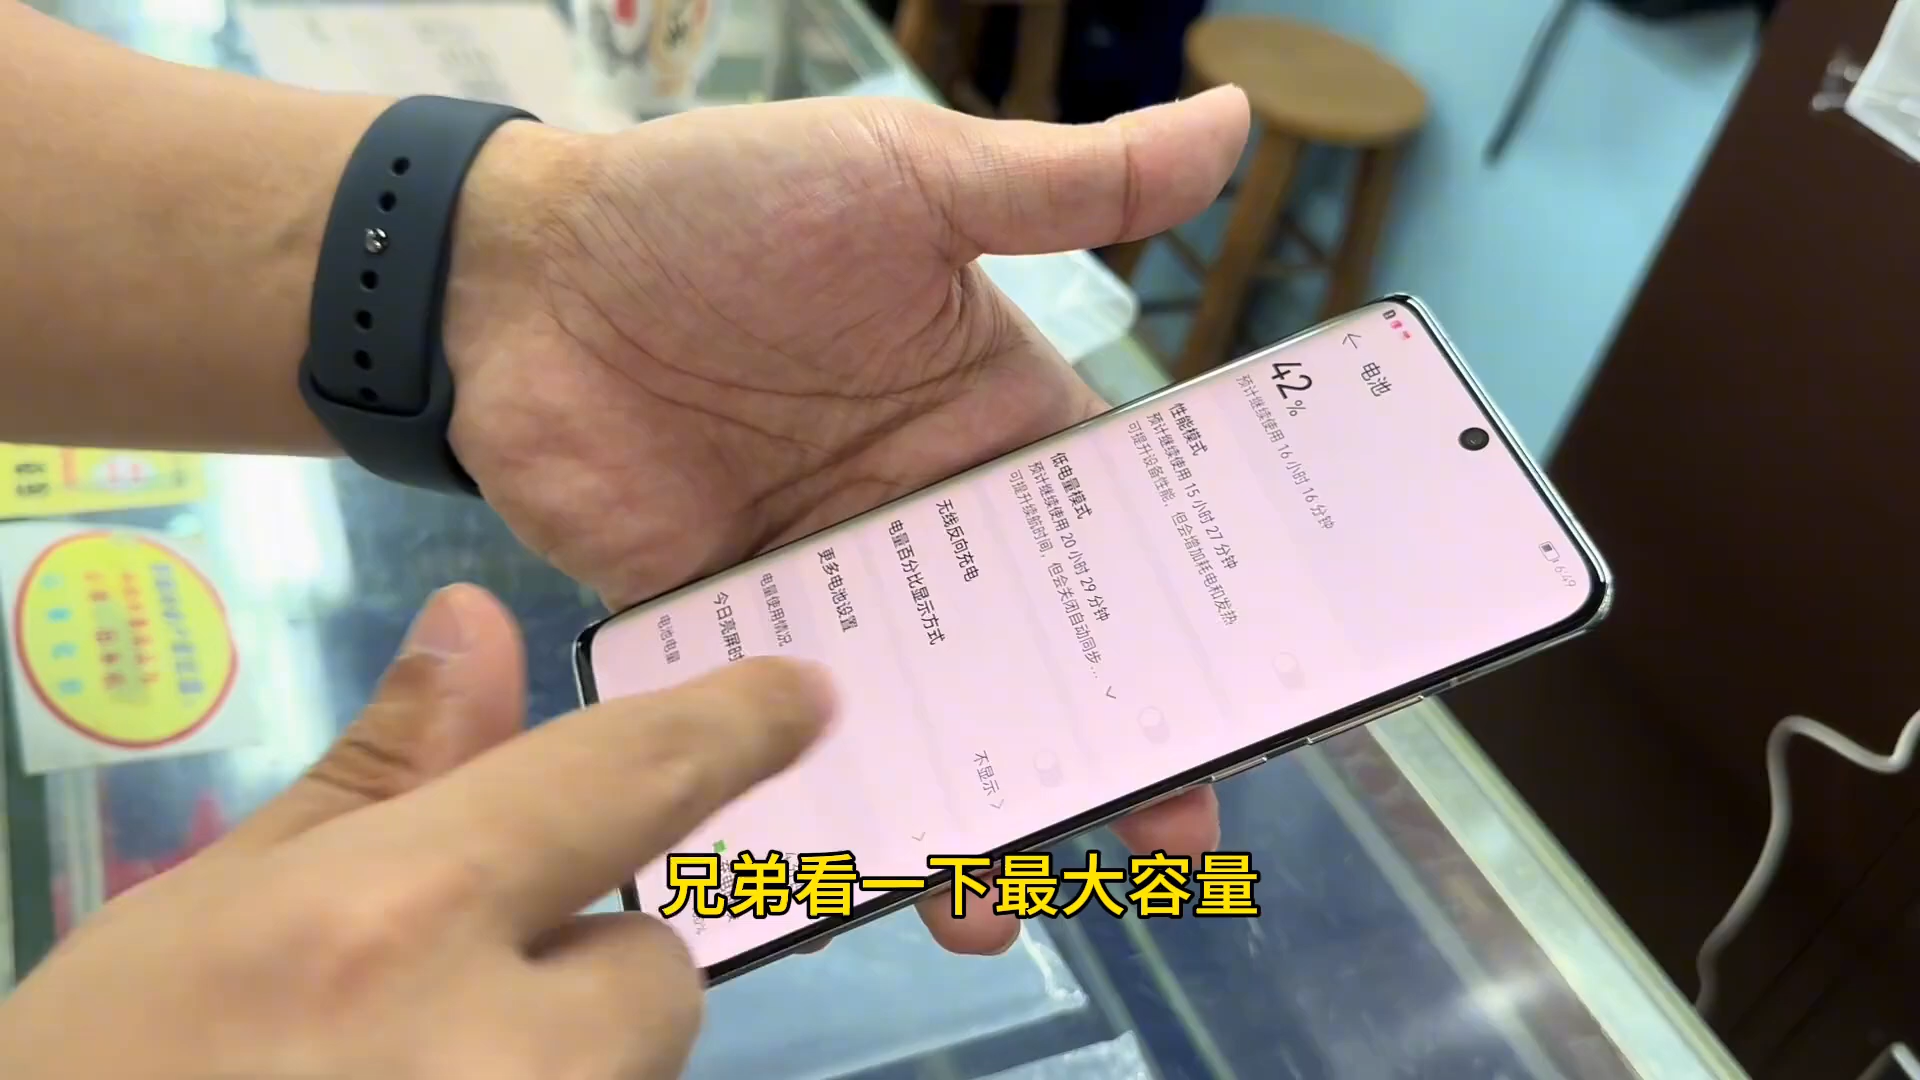 6:49
电池
42%
预计继续使用 16 小时 16 分钟
性能模式
预计继续使用 15 小时 27 分钟
可提升设备性能，但会增加耗电和发热
低电量模式
预计继续使用 20 小时 29 分钟
可提升续航时间，但会关闭自动同步...
无线反向充电
电量百分比显示方式
不显示
更多电池设置
电量使用情况
今日亮屏时
电池电量
兄弟看一下最大容量